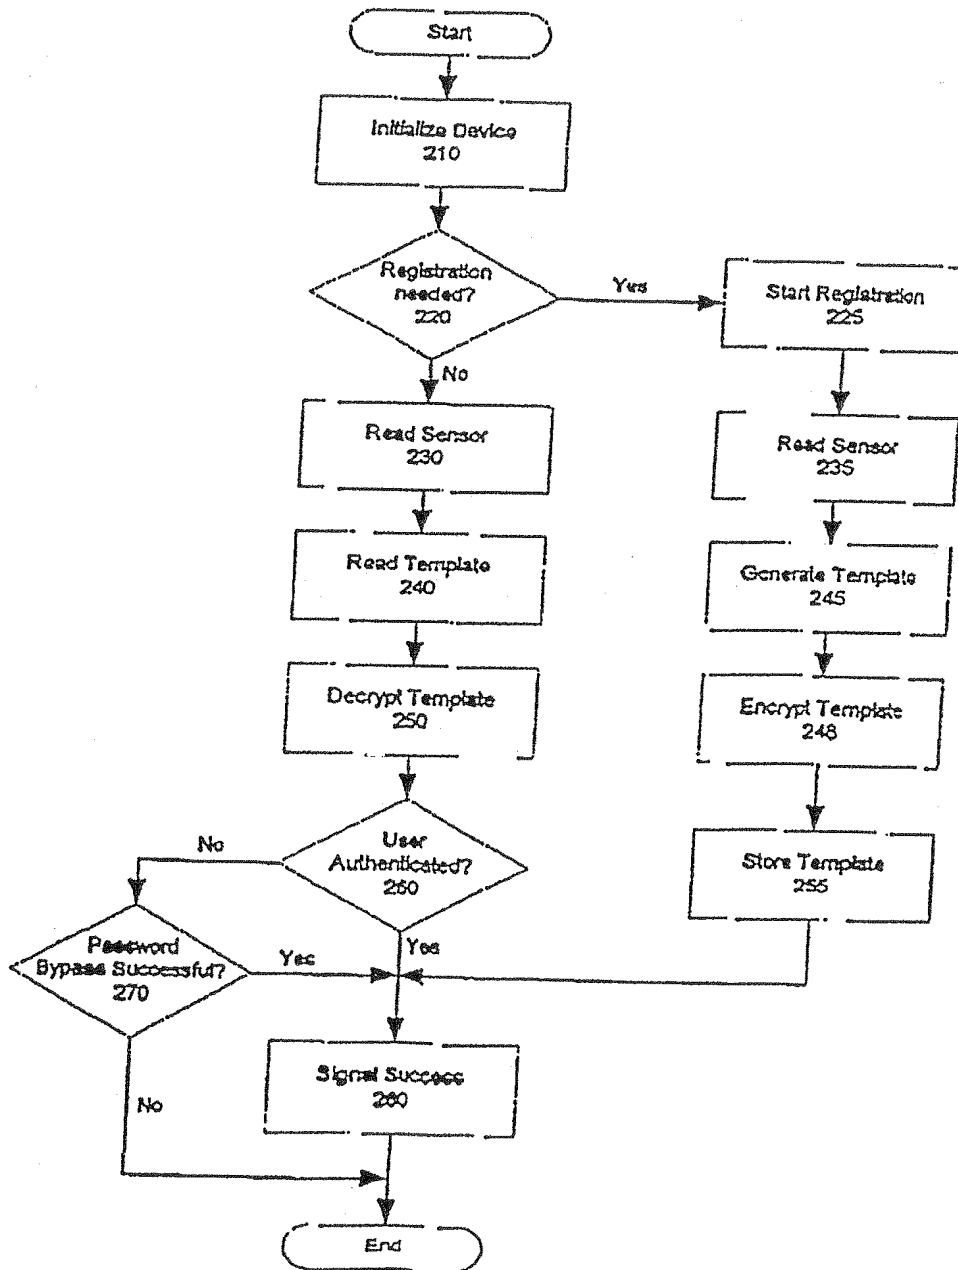 Start
Initialize Device
210
Registration
needed?
220
Yes
Start Registration
225
No
Read Sensor
230
Read Sensor
235
Read Template
240
Generate Template
245
Decrypt Template
250
Encrypt Template
248
User
Authenticated?
260
No
Store Template
255
Yes
Password
Bypass Successful?
270
Yes
Signal Success
280
No
End